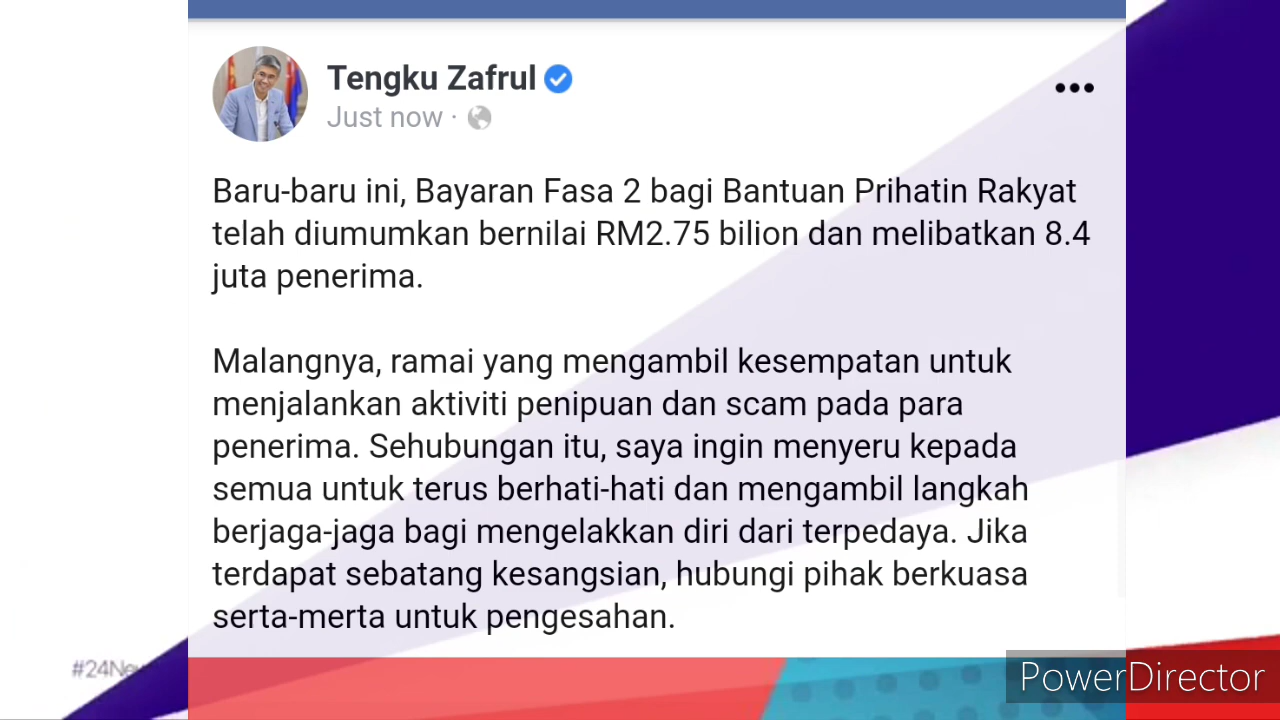 Tengku Zafrul
Just now ·
Baru-baru ini, Bayaran Fasa 2 bagi Bantuan Prihatin Rakyat
telah diumumkan bernilai RM2.75 bilion dan melibatkan 8.4
juta penerima.
Malangnya, ramai yang mengambil kesempatan untuk
menjalankan aktiviti penipuan dan scam pada para
penerima. Sehubungan itu, saya ingin menyeru kepada
semua untuk terus berhati-hati dan mengambil langkah
berjaga-jaga bagi mengelakkan diri dari terpedaya. Jika
terdapat sebatang kesangsian, hubungi pihak berkuasa
serta-merta untuk pengesahan.
PowerDirector